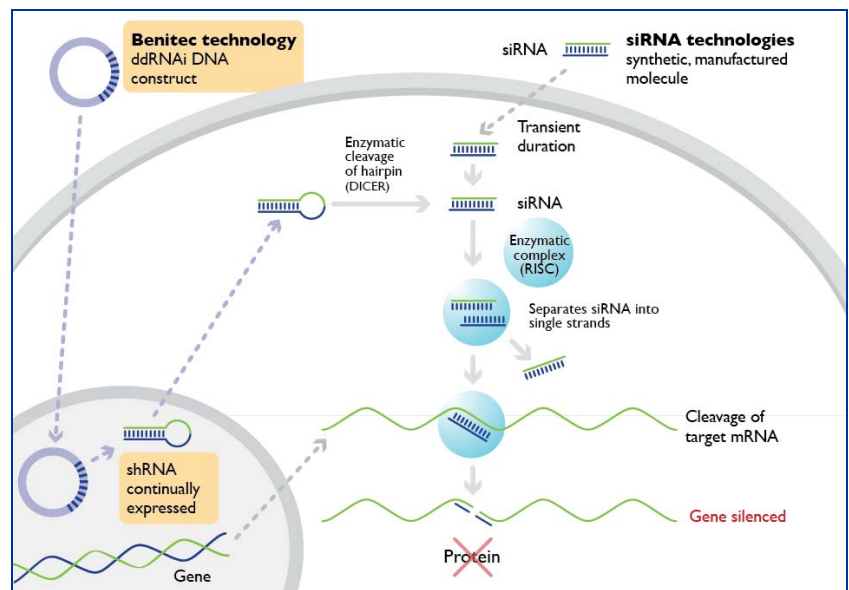 Benitec technology
ddRNAi DNA
construct
siRNA
siRNA technologies
synthetic, manufactured
molecule
Transient
duration
Enzymatic
cleavage
of hairpin
(DICER)
siRNA
Enzymatic
complex
(RISC)
Separates siRNA into
single strands
Cleavage of
target mRNA
shRNA
continually
expressed
Gene silenced
Protein
Gene